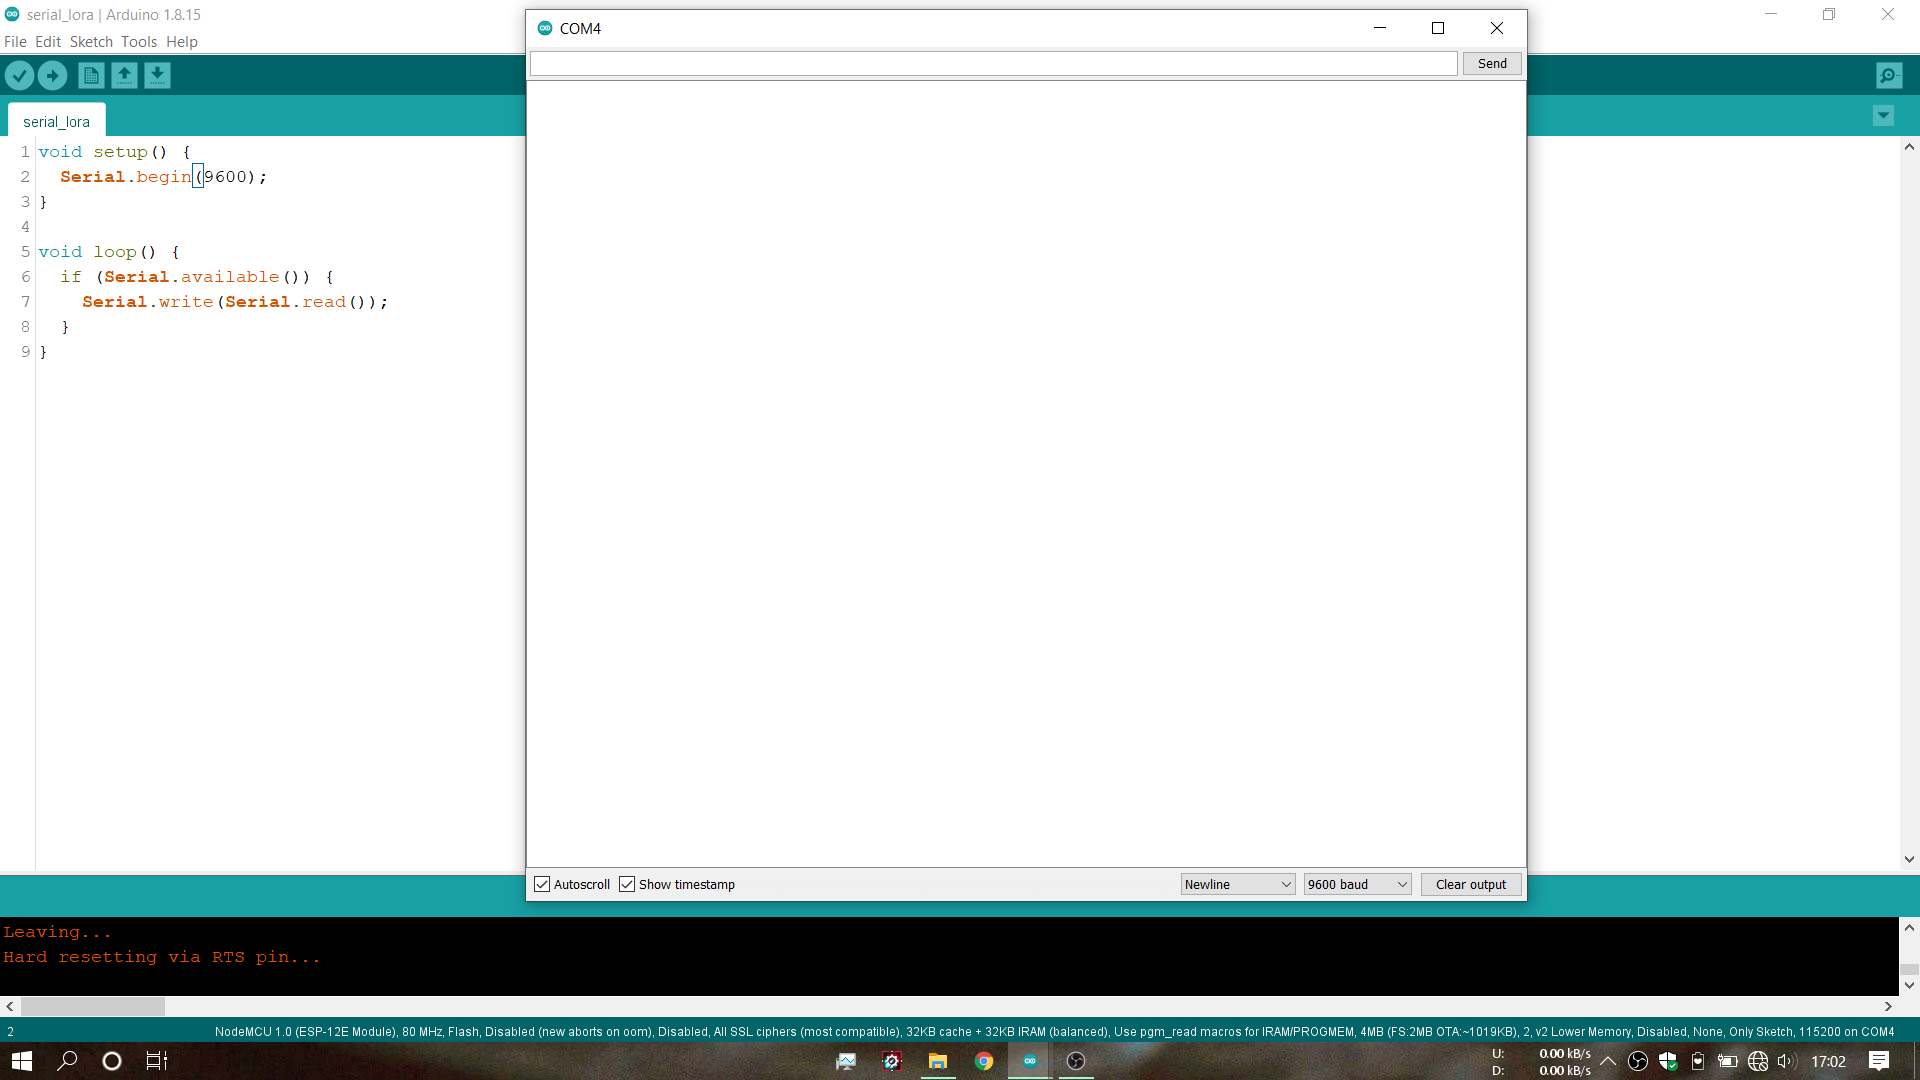 serial_lora | Arduino 1.8.15
File Edit Sketch Tools Help
COM4
Send
serial_lora
1 void setup() {
2   Serial.begin(9600);
3 }
4
5 void loop() {
6   if (Serial.available()) {
7     Serial.write(Serial.read());
8   }
9 }
Autoscroll Show timestamp Newline 9600 baud Clear output
Leaving...
Hard resetting via RTS pin...
2 NodeMCU 1.0 (ESP-12E Module), 80 MHz, Flash, Disabled (new aborts on oom), Disabled, All SSL ciphers (most compatible), 32KB cache + 32KB IRAM (balanced), Use pgm_read macros for IRAM/PROGMEM, 4MB (FS:2MB OTA:~1019KB), 2, v2 Lower Memory, Disabled, None, Only Sketch, 115200 on COM4
U: 0.00 kB/s
D: 0.00 kB/s
17:02